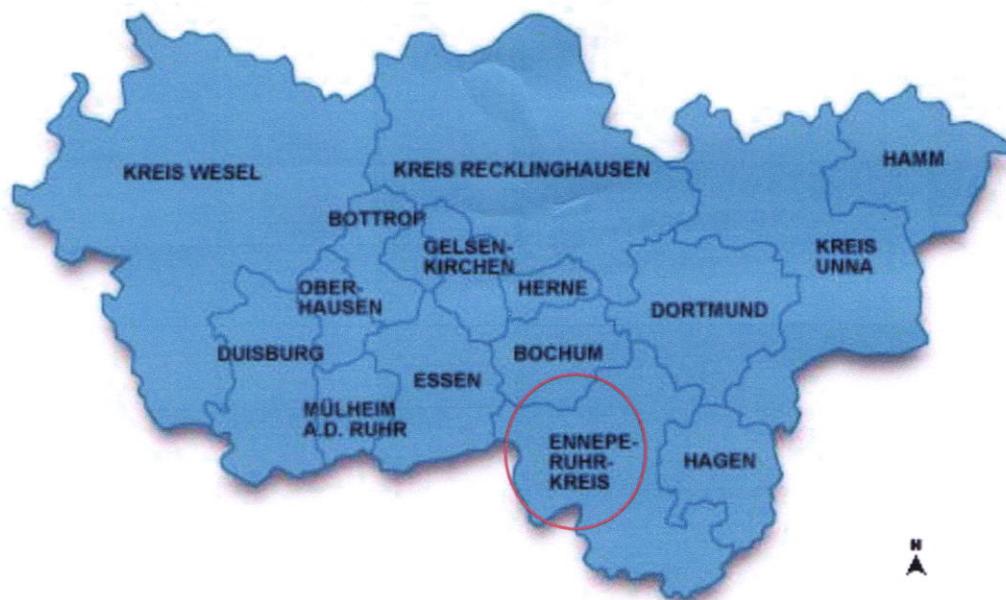 KREIS WESEL
KREIS RECKLINGHAUSEN
HAMM
BOTTROP
GELSEN-
KIRCHEN
KREIS
UNNA
OBER-
HAUSEN
HERNE
DORTMUND
DUISBURG
BOCHUM
ESSEN
MÜLHEIM
A.D. RUHR
ENNEPE-
RUHR-
KREIS
HAGEN
N